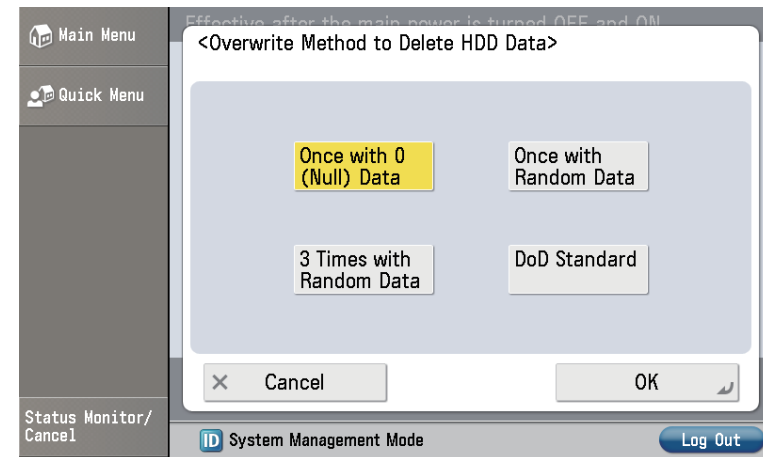 Main Menu
Quick Menu
Effective after the main power is turned OFF and ON
<Overwrite Method to Delete HDD Data>
Once with 0
(Null) Data
Once with
Random Data
3 Times with
Random Data
DoD Standard
Cancel
OK
Status Monitor/
Cancel
ID System Management Mode
Log Out